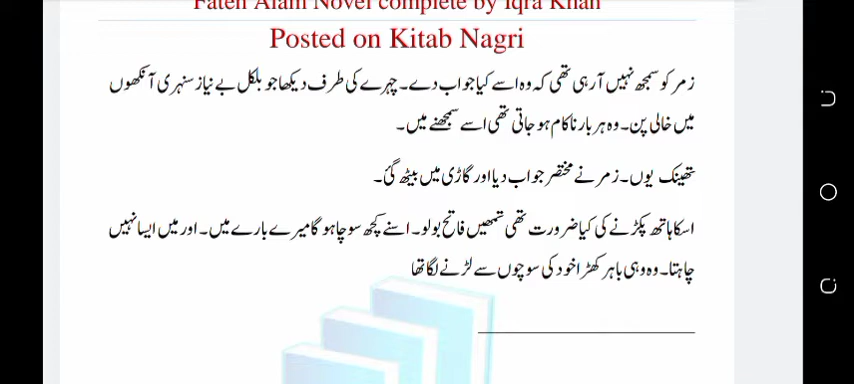 Fateh Alam Novel complete by Iqra Khan
Posted on Kitab Nagri
زمر کو سمجھ نہیں آرہی تھی کہ وہ اسے کیا جواب دے۔ چہرے کی طرف دیکھا جو بلکل بے نیاز سنہری آنکھوں
میں خالی پن۔ وہ ہر بار ناکام ہو جاتی تھی اسے سمجھنے میں۔
تھینک یوں۔ زمر نے مختصر جواب دیا اور گاڑی میں بیٹھ گئ۔
اسکا ہاتھ پکڑنے کی کیا ضرورت تھی تمھیں فاتح بولو۔ اسنے کچھ سوچا ہو گا میرے بارے میں۔ اور میں ایسا نہیں
چاہتا۔ وہ وہی باہر کھڑا خود کی سوچوں سے لڑنے لگا تھا